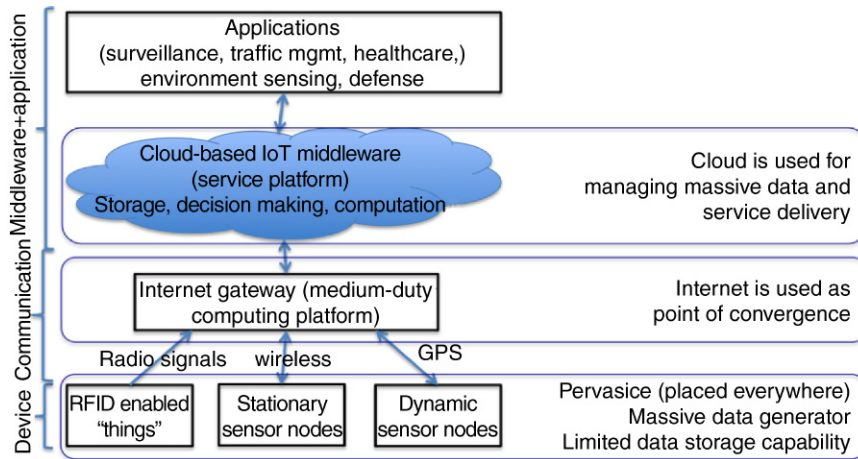 Applications
(surveillance, traffic mgmt, healthcare,)
environment sensing, defense
Middleware+application
Cloud-based IoT middleware
(service platform)
Storage, decision making, computation
Cloud is used for
managing massive data and
service delivery
Communication
Internet gateway (medium-duty
computing platform)
Internet is used as
point of convergence
Radio signals
wireless
GPS
Device
RFID enabled
“things”
Stationary
sensor nodes
Dynamic
sensor nodes
Pervasice (placed everywhere)
Massive data generator
Limited data storage capability